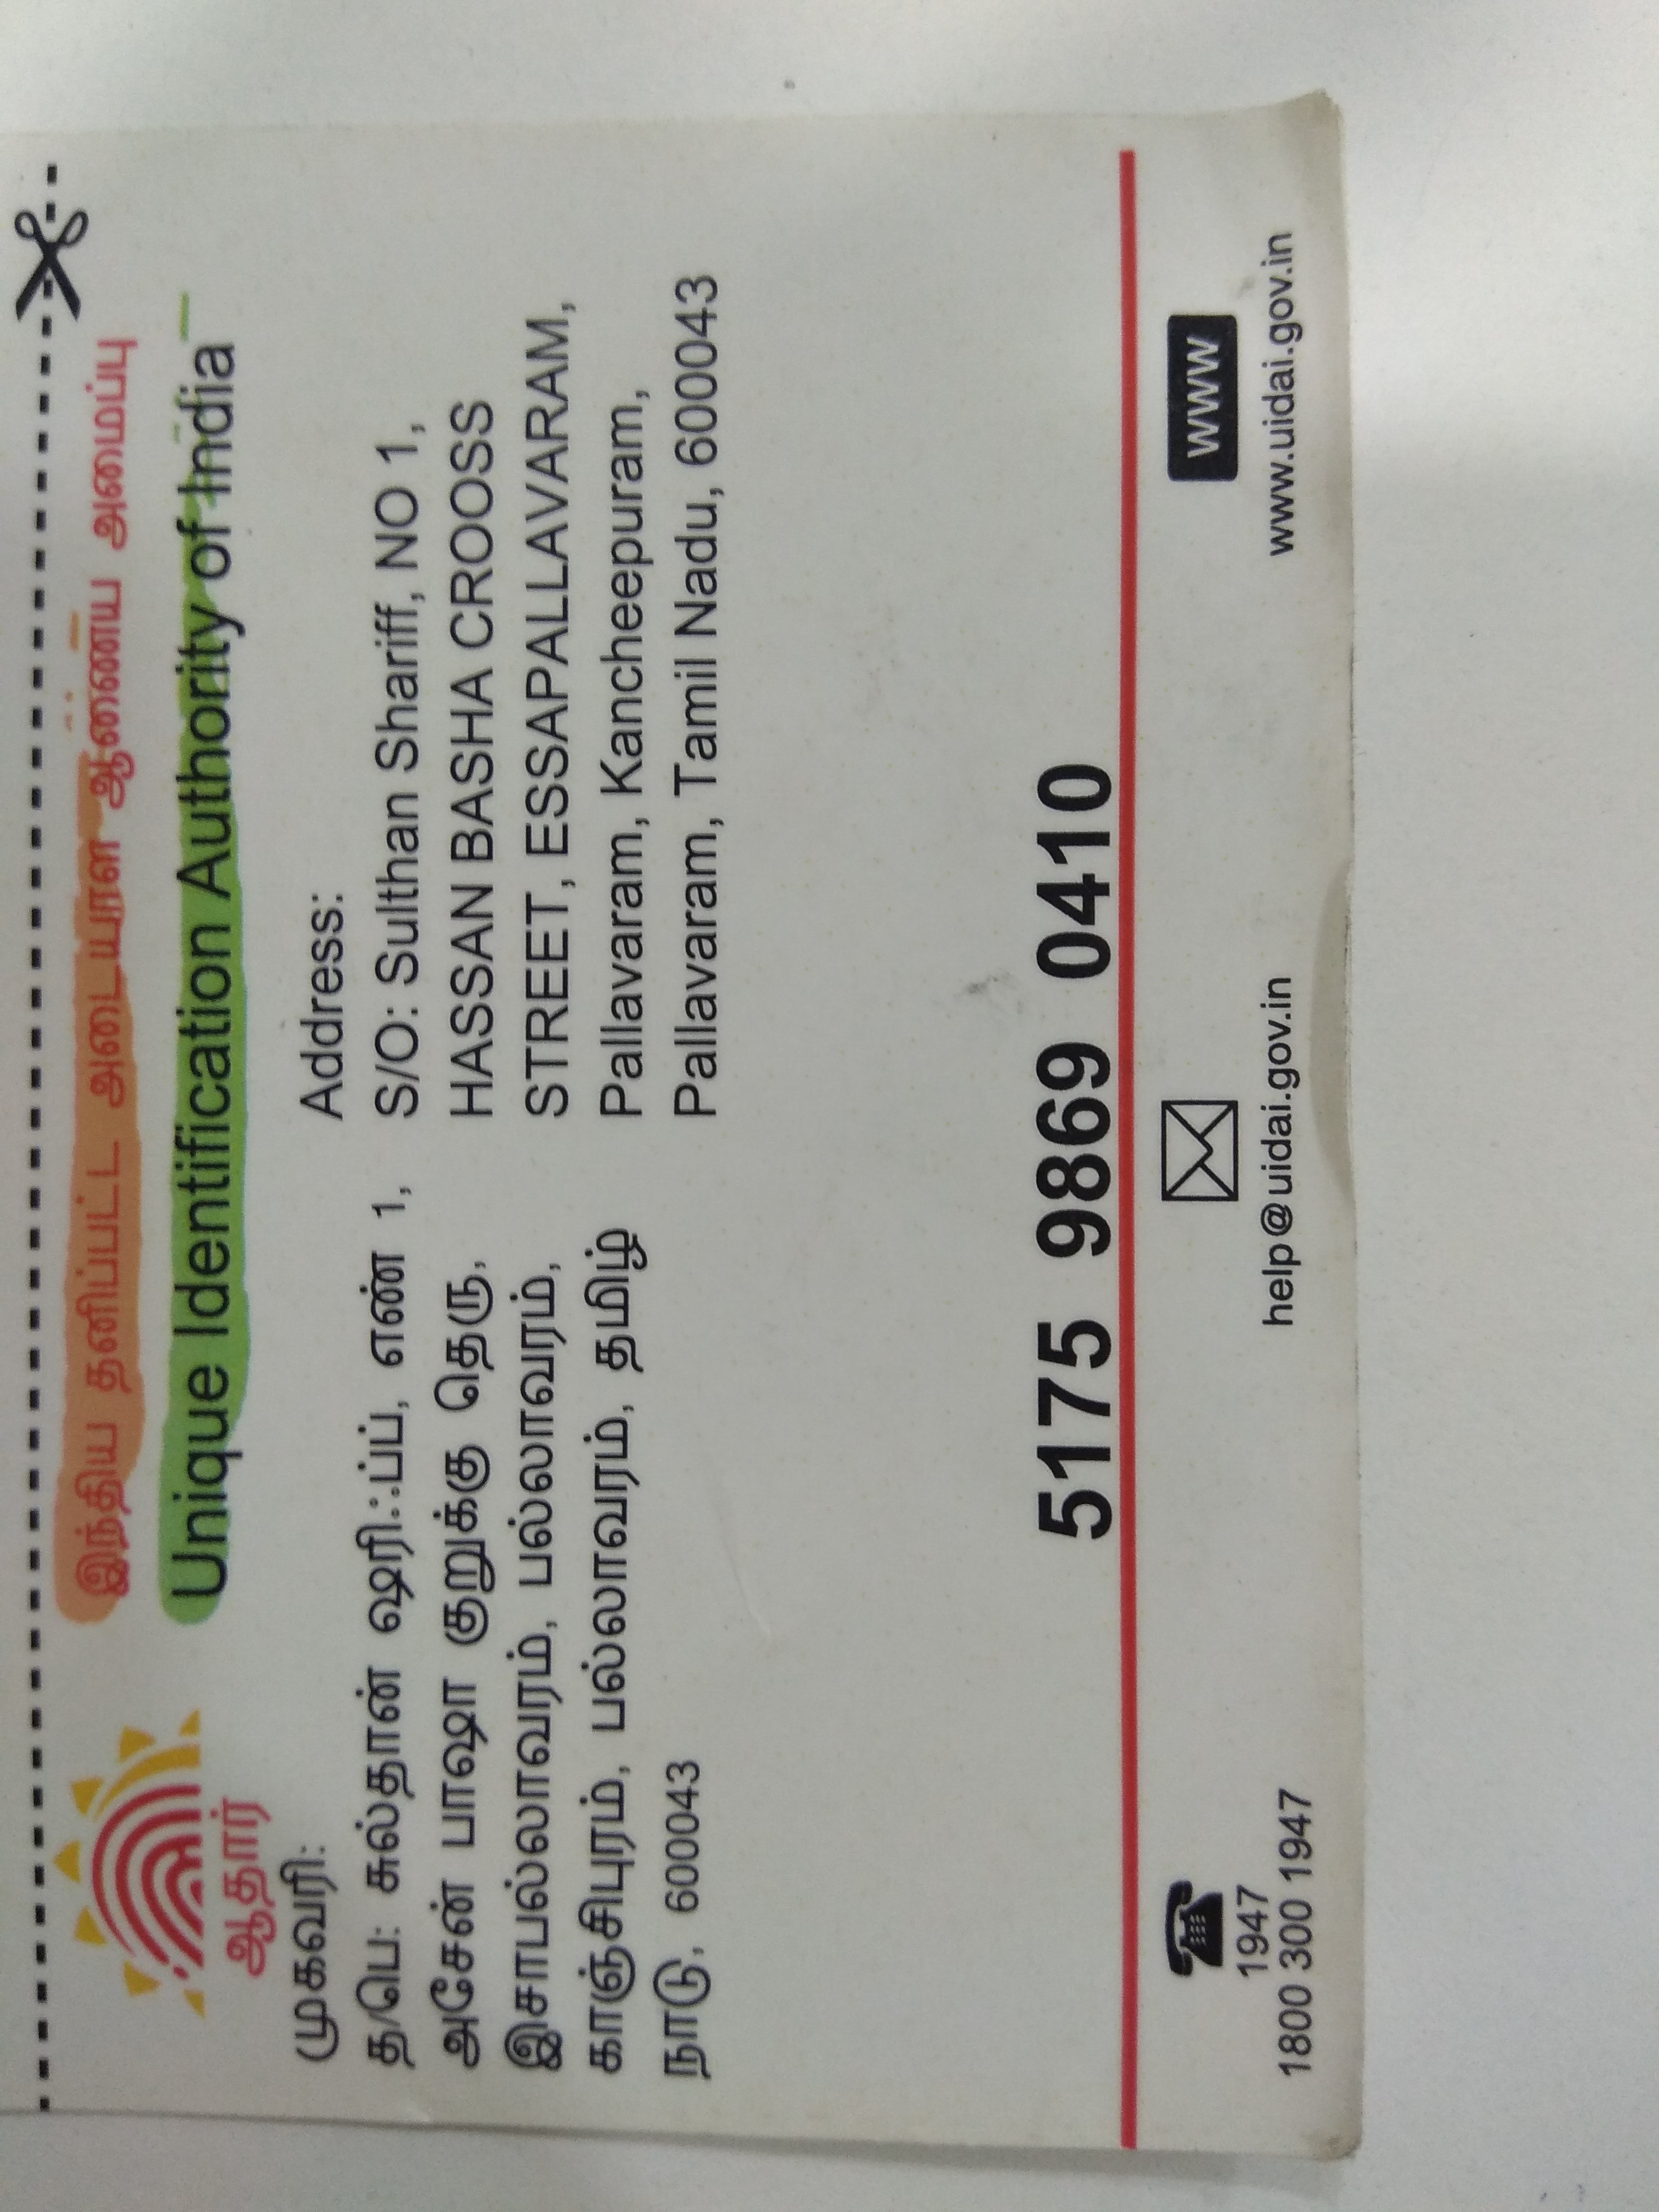 இந்திய தனிப்பட்ட அடையாள ஆணைய அமைப்பு
Unique Identification Authority of India
ஆதார்
முகவரி:
த/பெ: சுல்தான் ஷரிஃப்ப், எண் 1,
அசேன் பாஷா குறுக்கு தெரு,
இசாபல்லாவரம், பல்லாவரம்,
காஞ்சிபுரம், பல்லாவரம், தமிழ்
நாடு, 600043
Address:
S/O: Sulthan Shariff, NO 1,
HASSAN BASHA CROOSS
STREET, ESSAPALLAVARAM,
Pallavaram, Kancheepuram,
Pallavaram, Tamil Nadu, 600043
5175 9869 0410
1947
1800 300 1947
help@uidai.gov.in
www
www.uidai.gov.in